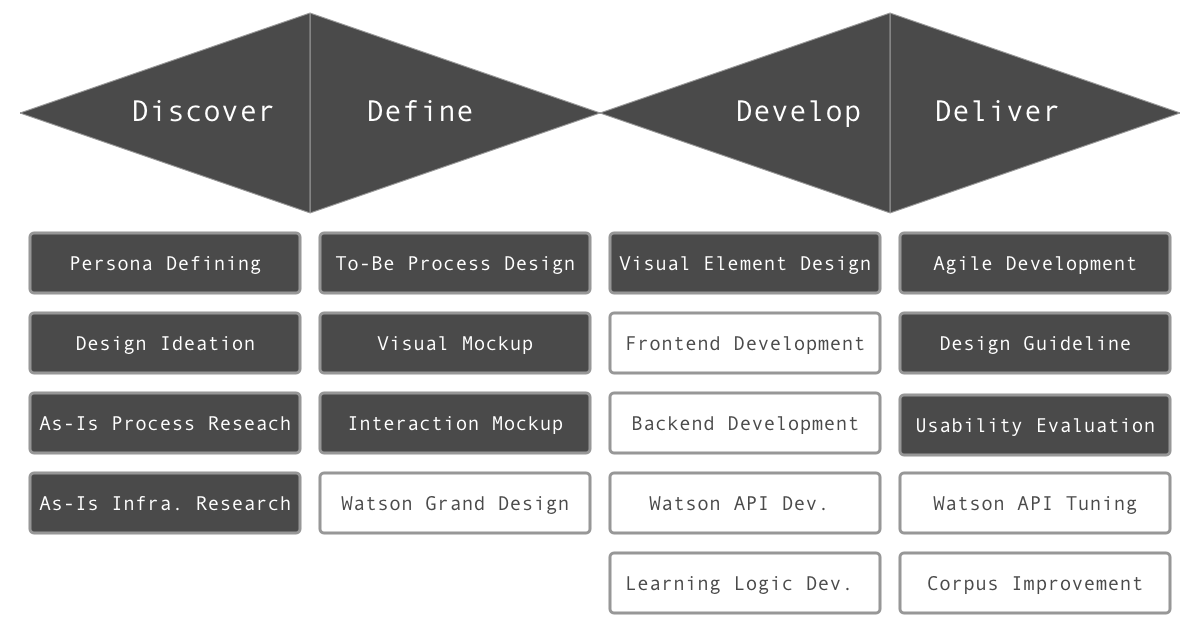 Discover
Define
Develop
Deliver
Persona Defining
To-Be Process Design
Visual Element Design
Agile Development
Design Ideation
Visual Mockup
Frontend Development
Design Guideline
As-Is Process Reseach
Interaction Mockup
Backend Development
Usability Evaluation
As-Is Infra. Research
Watson Grand Design
Watson API Dev.
Watson API Tuning
Learning Logic Dev.
Corpus Improvement